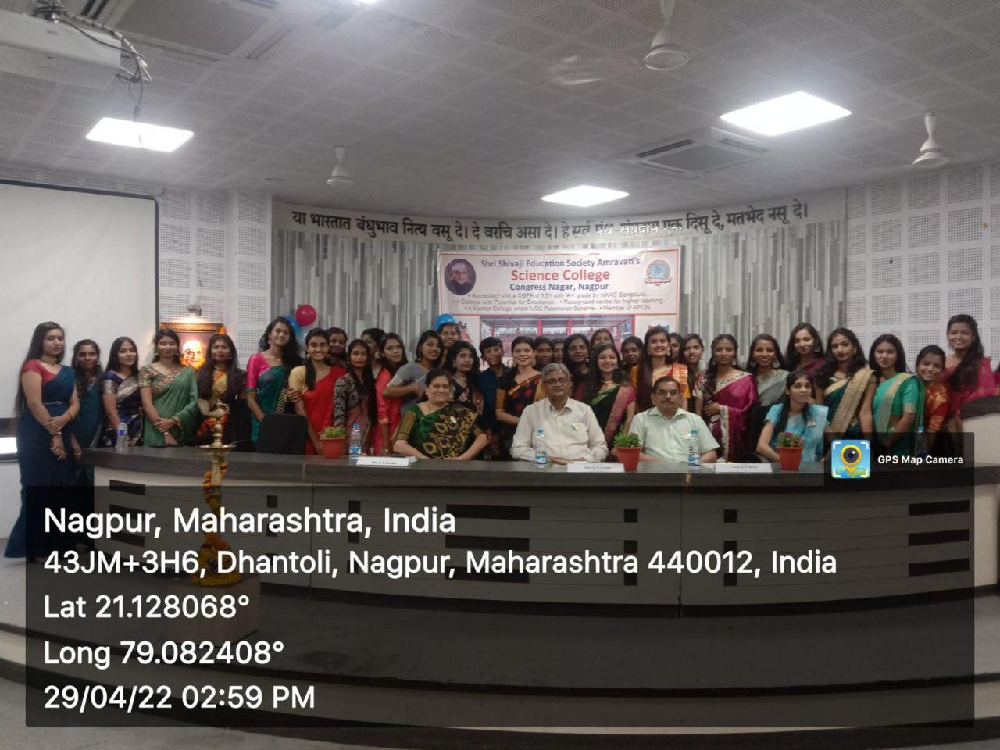 या भारतात बंधुभाव नित्य वसू दे। दे वरचि असा दे। हे सर्व पंथ-संप्रदाय एक दिसू दे, मतभेद नसू दे।
Shri Shivaji Education Society Amravati's
Science College
Congress Nagar, Nagpur
• Accredited with a CGPA of 3.51 with 'A+' grade by NAAC Bengaluru.
• A College with Potential for Excellence. • Recognized centre for higher learning.
• A Mentor College under UGC Paramarsh Scheme. • Member of APQN.
GPS Map Camera
Nagpur, Maharashtra, India
43JM+3H6, Dhantoli, Nagpur, Maharashtra 440012, India
Lat 21.128068°
Long 79.082408°
29/04/22 02:59 PM